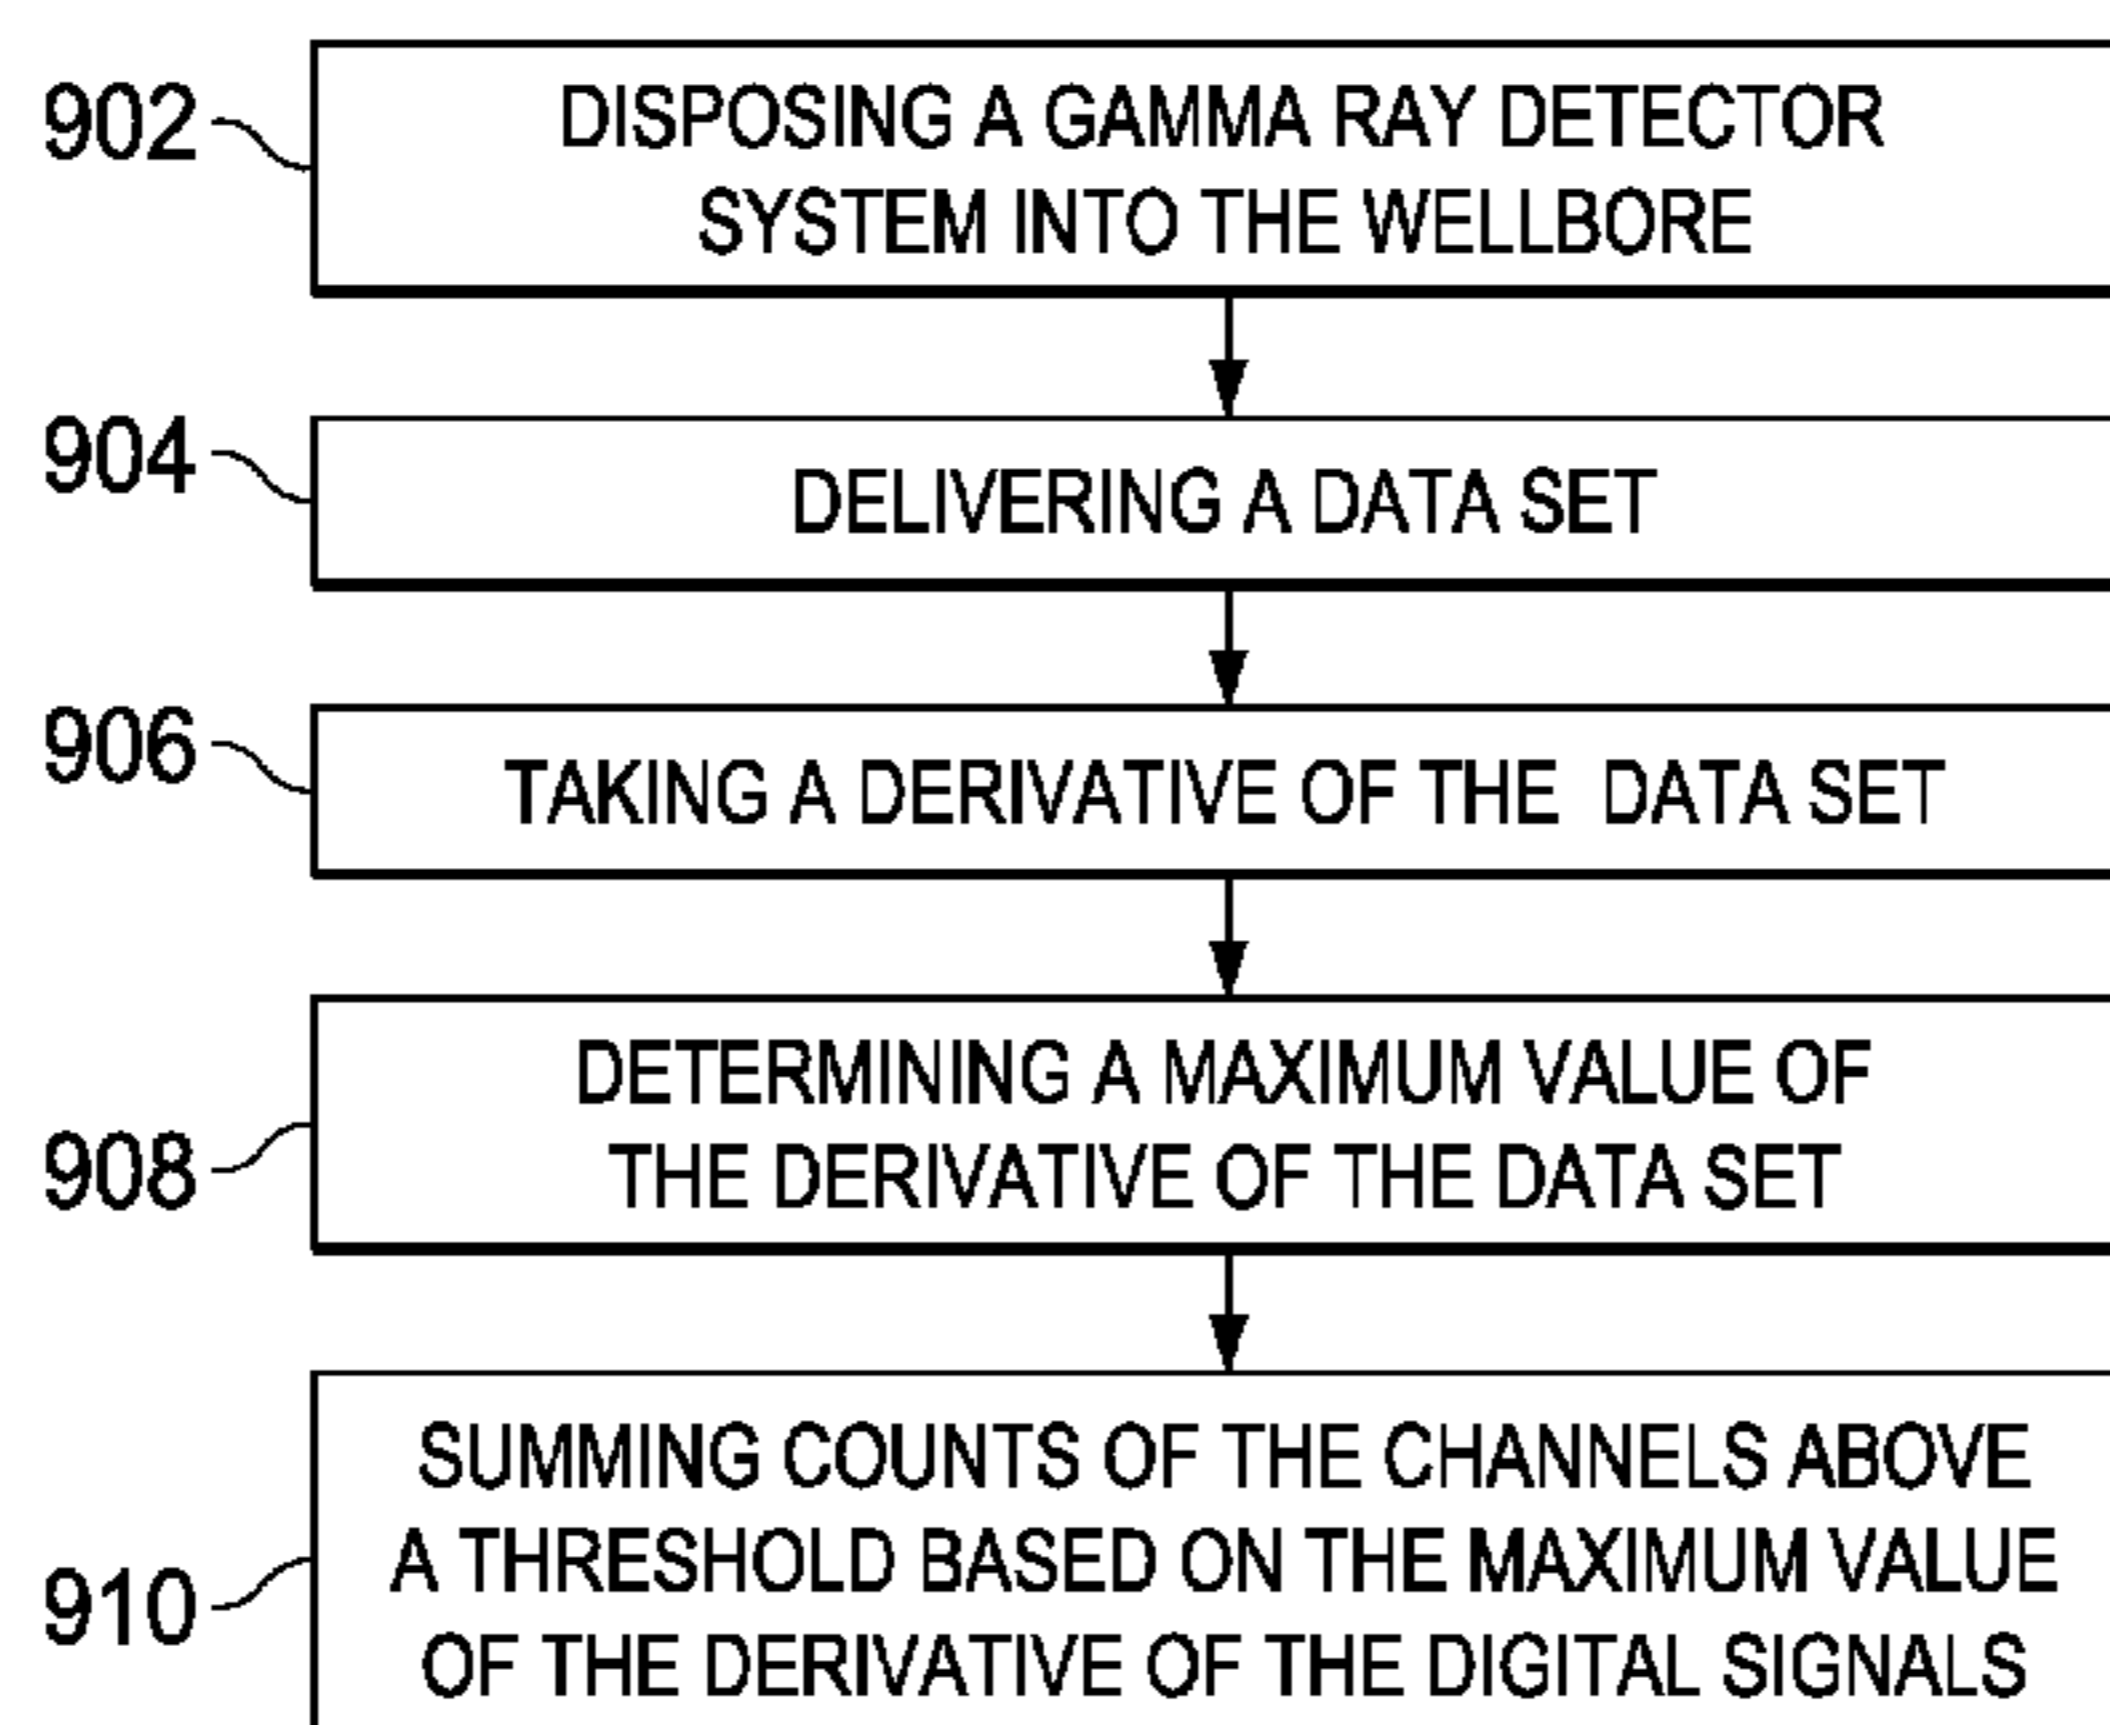 902
DISPOSING A GAMMA RAY DETECTOR
SYSTEM INTO THE WELLBORE
904
DELIVERING A DATA SET
906
TAKING A DERIVATIVE OF THE DATA SET
908
DETERMINING A MAXIMUM VALUE OF
THE DERIVATIVE OF THE DATA SET
910
SUMMING COUNTS OF THE CHANNELS ABOVE
A THRESHOLD BASED ON THE MAXIMUM VALUE
OF THE DERIVATIVE OF THE DIGITAL SIGNALS